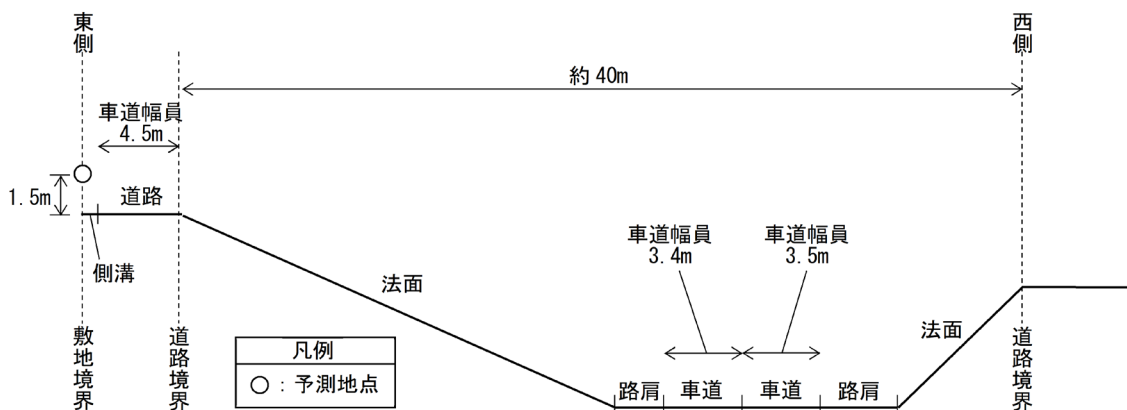 東側
西側
約40m
車道幅員
4.5m
1.5m
道路
側溝
法面
車道幅員
3.4m
車道幅員
3.5m
法面
敷地境界
道路境界
凡例
○：予測地点
路肩
車道
車道
路肩
道路境界